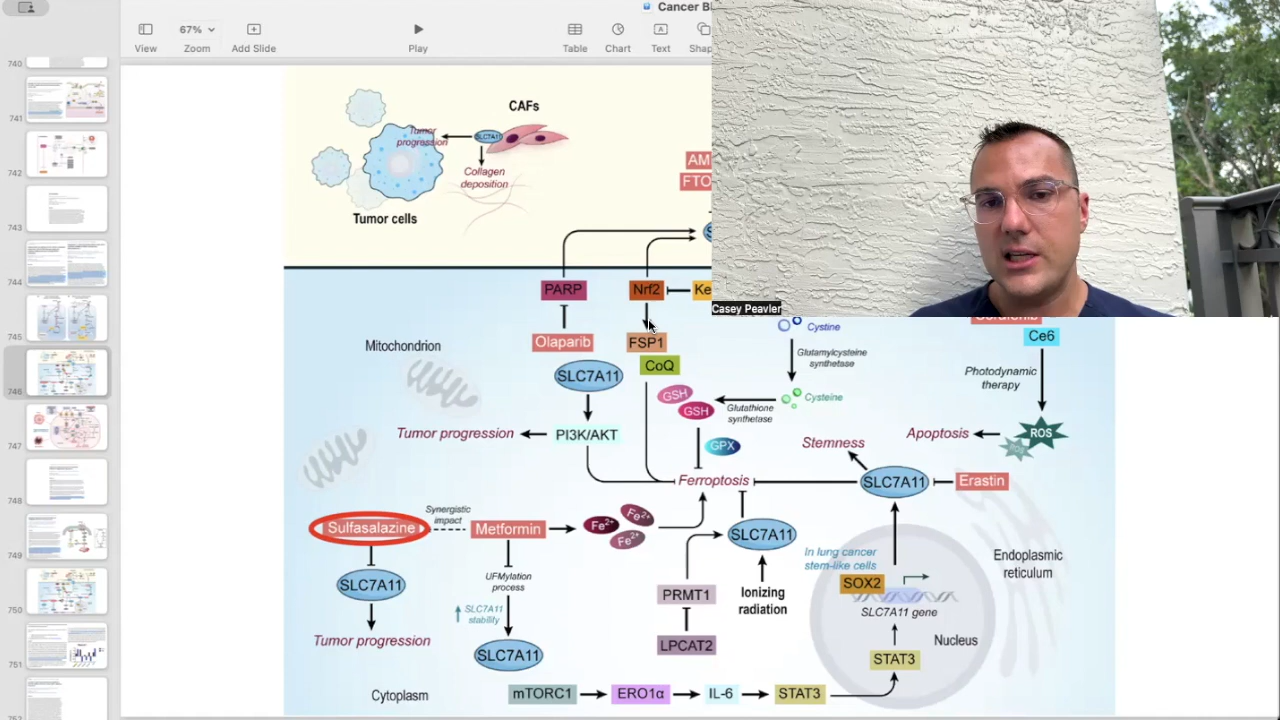 Cancer B
67%
View
Zoom
Add Slide
Play
Table
Chart
Text
740
741
742
743
744
745
746
747
748
749
750
751
CAFs
Tumor
progression
SLC7A11
Collagen
deposition
Tumor cells
AM
FTO
PARP
Nrf2
Ke
Casey Peavler
Mitochondrion
Olaparib
FSP1
CoQ
SLC7A11
Cystine
Glutamylcysteine
synthetase
Ce6
Photodynamic
therapy
GSH
GSH
Glutathione
synthetase
Cysteine
Tumor progression
PI3K/AKT
GPX
Stemness
Apoptosis
ROS
Ferroptosis
SLC7A11
Erastin
Sulfasalazine
Synergistic
impact
Metformin
Fe2+
Fe2+
Fe2+
SLC7A11
In lung cancer
stem-like cells
Endoplasmic
reticulum
SLC7A11
UFMylation
process
SOX2
SLC7A11 gene
PRMT1
Ionizing
radiation
SLC7A11
stability
Tumor progression
LPCAT2
Nucleus
SLC7A11
STAT3
Cytoplasm
mTORC1
ERO1α
IL-6
STAT3